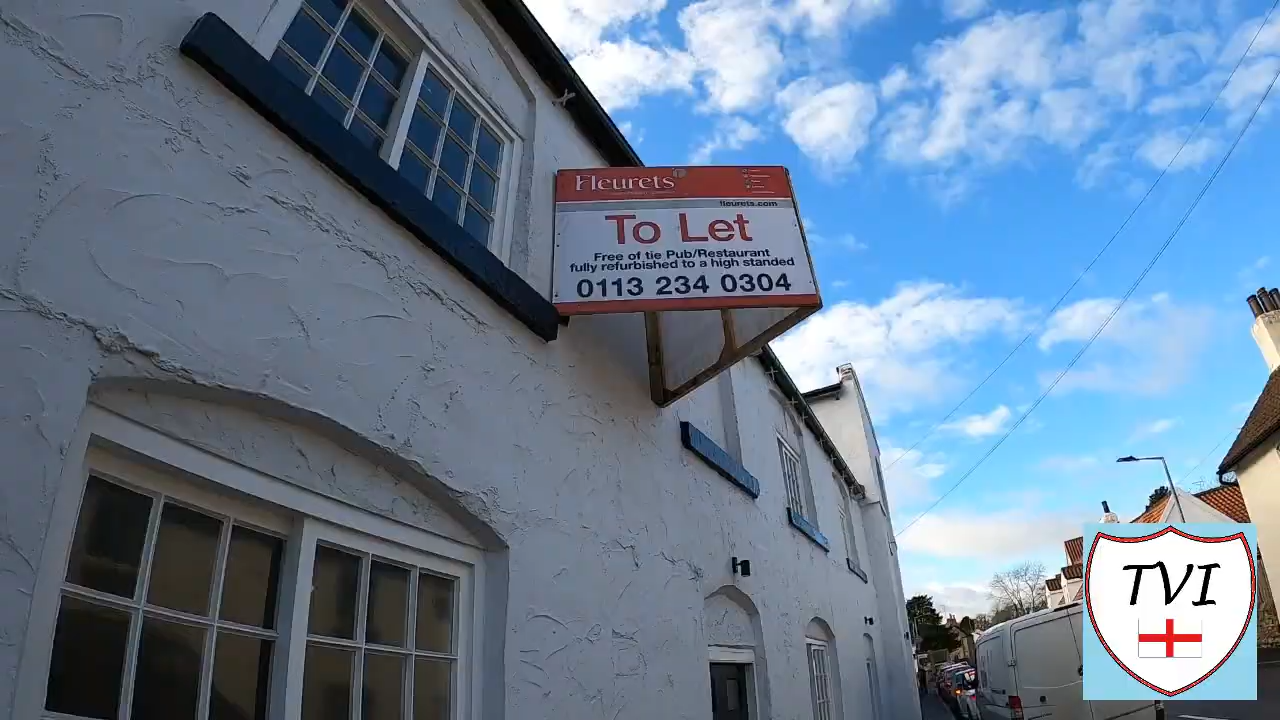 Fleurets
fleurets.com
To Let
Free of tie Pub/Restaurant
fully refurbished to a high standed
0113 234 0304
TVI